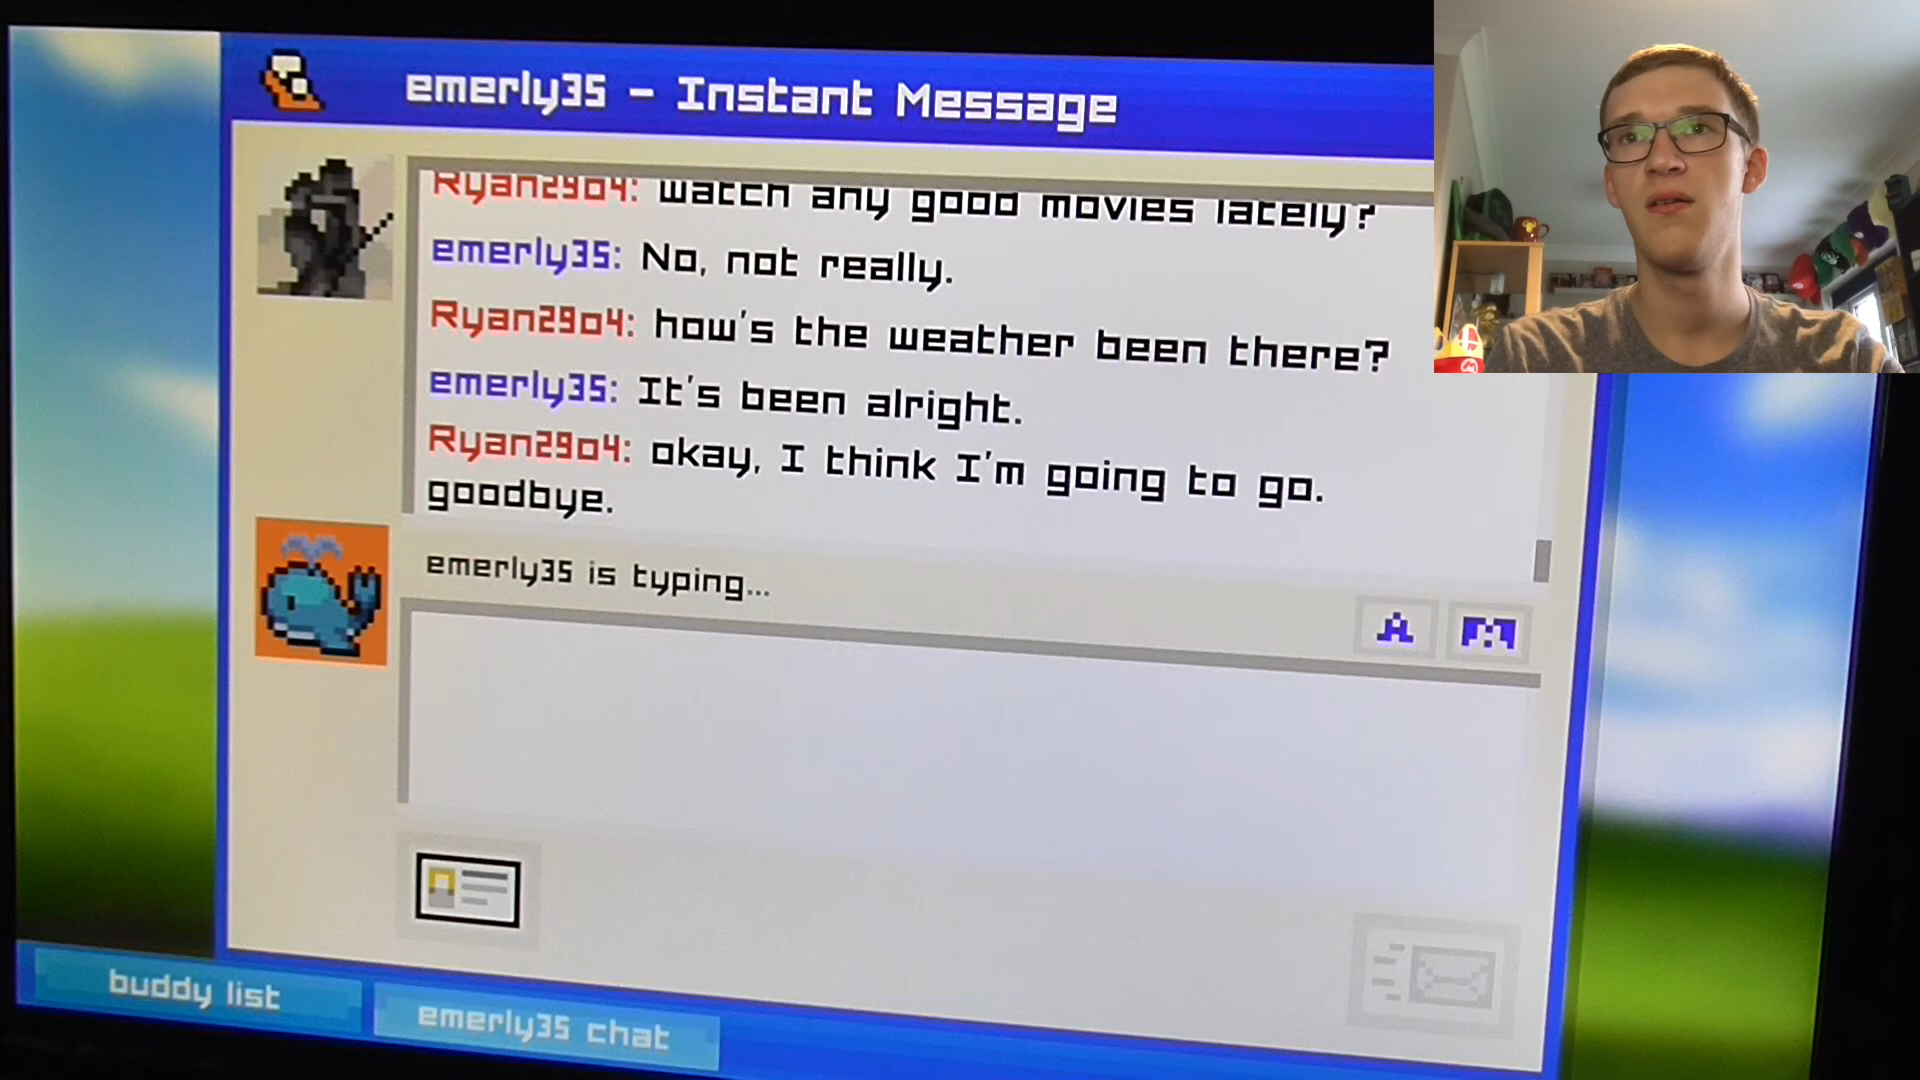 emerly35 - Instant Message
Ryan2904: watch any good movies lately?
emerly35: No, not really.
Ryan2904: how's the weather been there?
emerly35: It's been alright.
Ryan2904: okay, I think I'm going to go.
goodbye.
emerly35 is typing...
A
buddy list
emerly35 chat